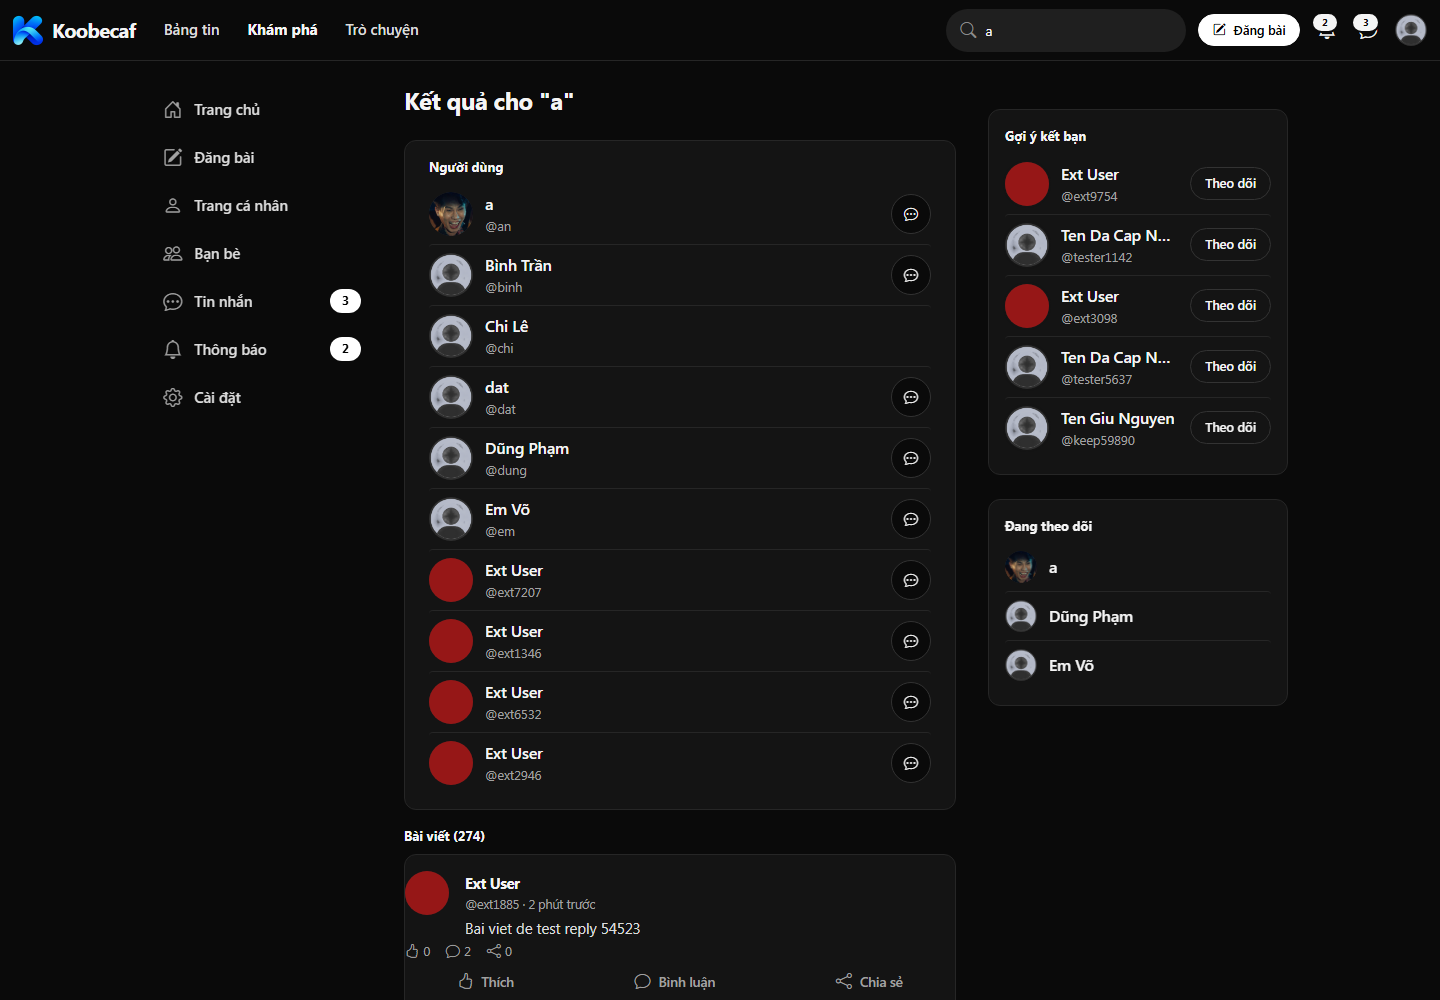 Koobecaf
Bảng tin
Khám phá
Trò chuyện
a
Đăng bài
2
3
Trang chủ
Đăng bài
Trang cá nhân
Bạn bè
Tin nhắn
3
Thông báo
2
Cài đặt
Kết quả cho "a"
Người dùng
a
@an
Bình Trần
@binh
Chi Lê
@chi
dat
@dat
Dũng Phạm
@dung
Em Võ
@em
Ext User
@ext7207
Ext User
@ext1346
Ext User
@ext6532
Ext User
@ext2946
Bài viết (274)
Ext User
@ext1885 · 2 phút trước
Bai viet de test reply 54523
0 2 0
Thích
Bình luận
Chia sẻ
Gợi ý kết bạn
Ext User
@ext9754
Theo dõi
Ten Da Cap N...
@tester1142
Theo dõi
Ext User
@ext3098
Theo dõi
Ten Da Cap N...
@tester5637
Theo dõi
Ten Giu Nguyen
@keep59890
Theo dõi
Đang theo dõi
a
Dũng Phạm
Em Võ